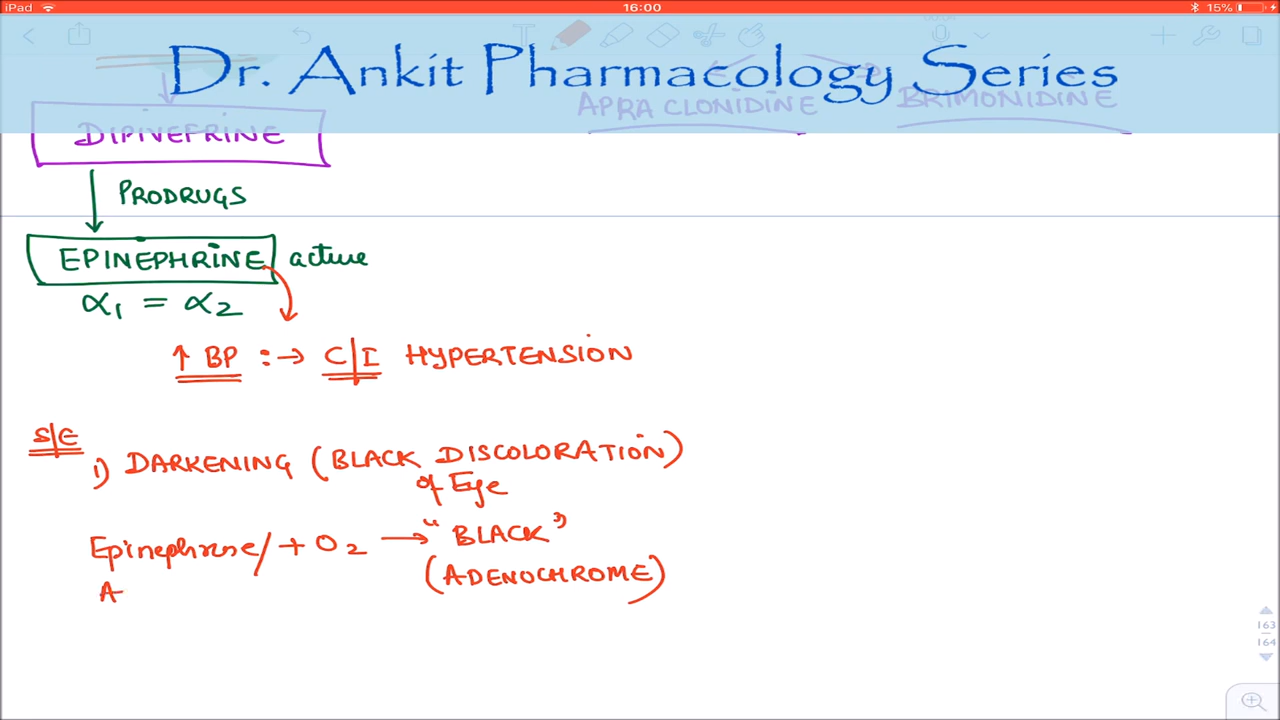 iPad 16:00 15%
Dr. Ankit Pharmacology Series
APRA CLONIDINE BRIMONIDINE
DIPIVEFRINE
PRODRUGS
EPINEPHRINE active
α1 = α2
↑ BP :→ C/I HYPERTENSION
S/E
1) DARKENING (BLACK DISCOLORATION)
of Eye
Epinephrine/ + O2 → "BLACK"
A (ADENOCHROME)
163
164